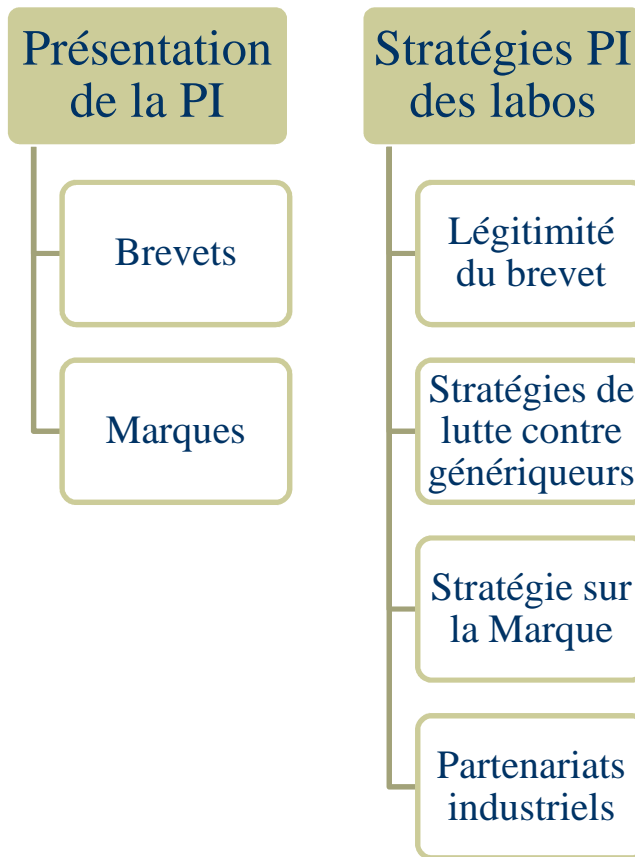 Présentation
de la PI
Brevets
Marques
Stratégies PI
des labos
Légitimité
du brevet
Stratégies de
lutte contre
génériqueurs
Stratégie sur
la Marque
Partenariats
industriels